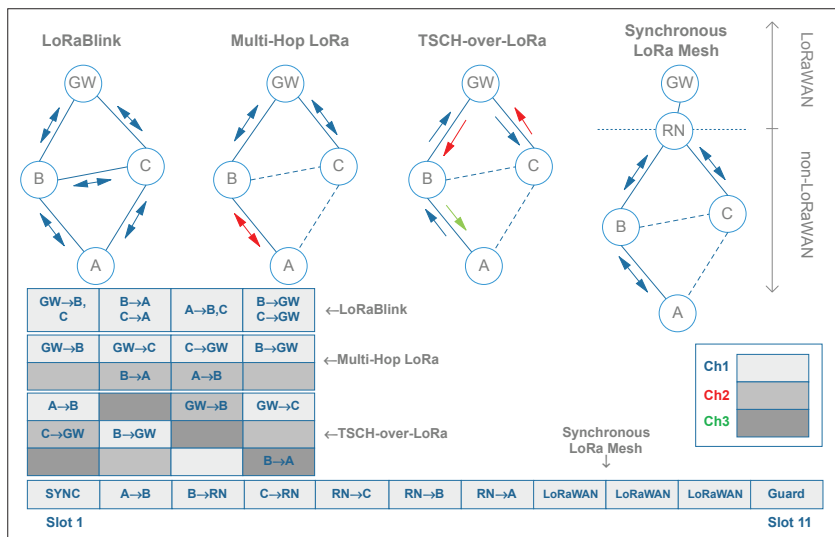 LoRaBlink
Multi-Hop LoRa
TSCH-over-LoRa
Synchronous
LoRa Mesh
GW
B
C
A
GW
B
C
A
GW
B
C
A
GW
RN
B
C
A
LoRaWAN
non-LoRaWAN
GW→B,
C
B→A
C→A
A→B,C
B→GW
C→GW
←LoRaBlink
GW→B
GW→C
C→GW
B→GW
B→A
A→B
←Multi-Hop LoRa
A→B
GW→B
GW→C
C→GW
B→GW
B→A
←TSCH-over-LoRa
Ch1
Ch2
Ch3
Synchronous
LoRa Mesh
↓
SYNC
A→B
B→RN
C→RN
RN→C
RN→B
RN→A
LoRaWAN
LoRaWAN
LoRaWAN
Guard
Slot 1
Slot 11